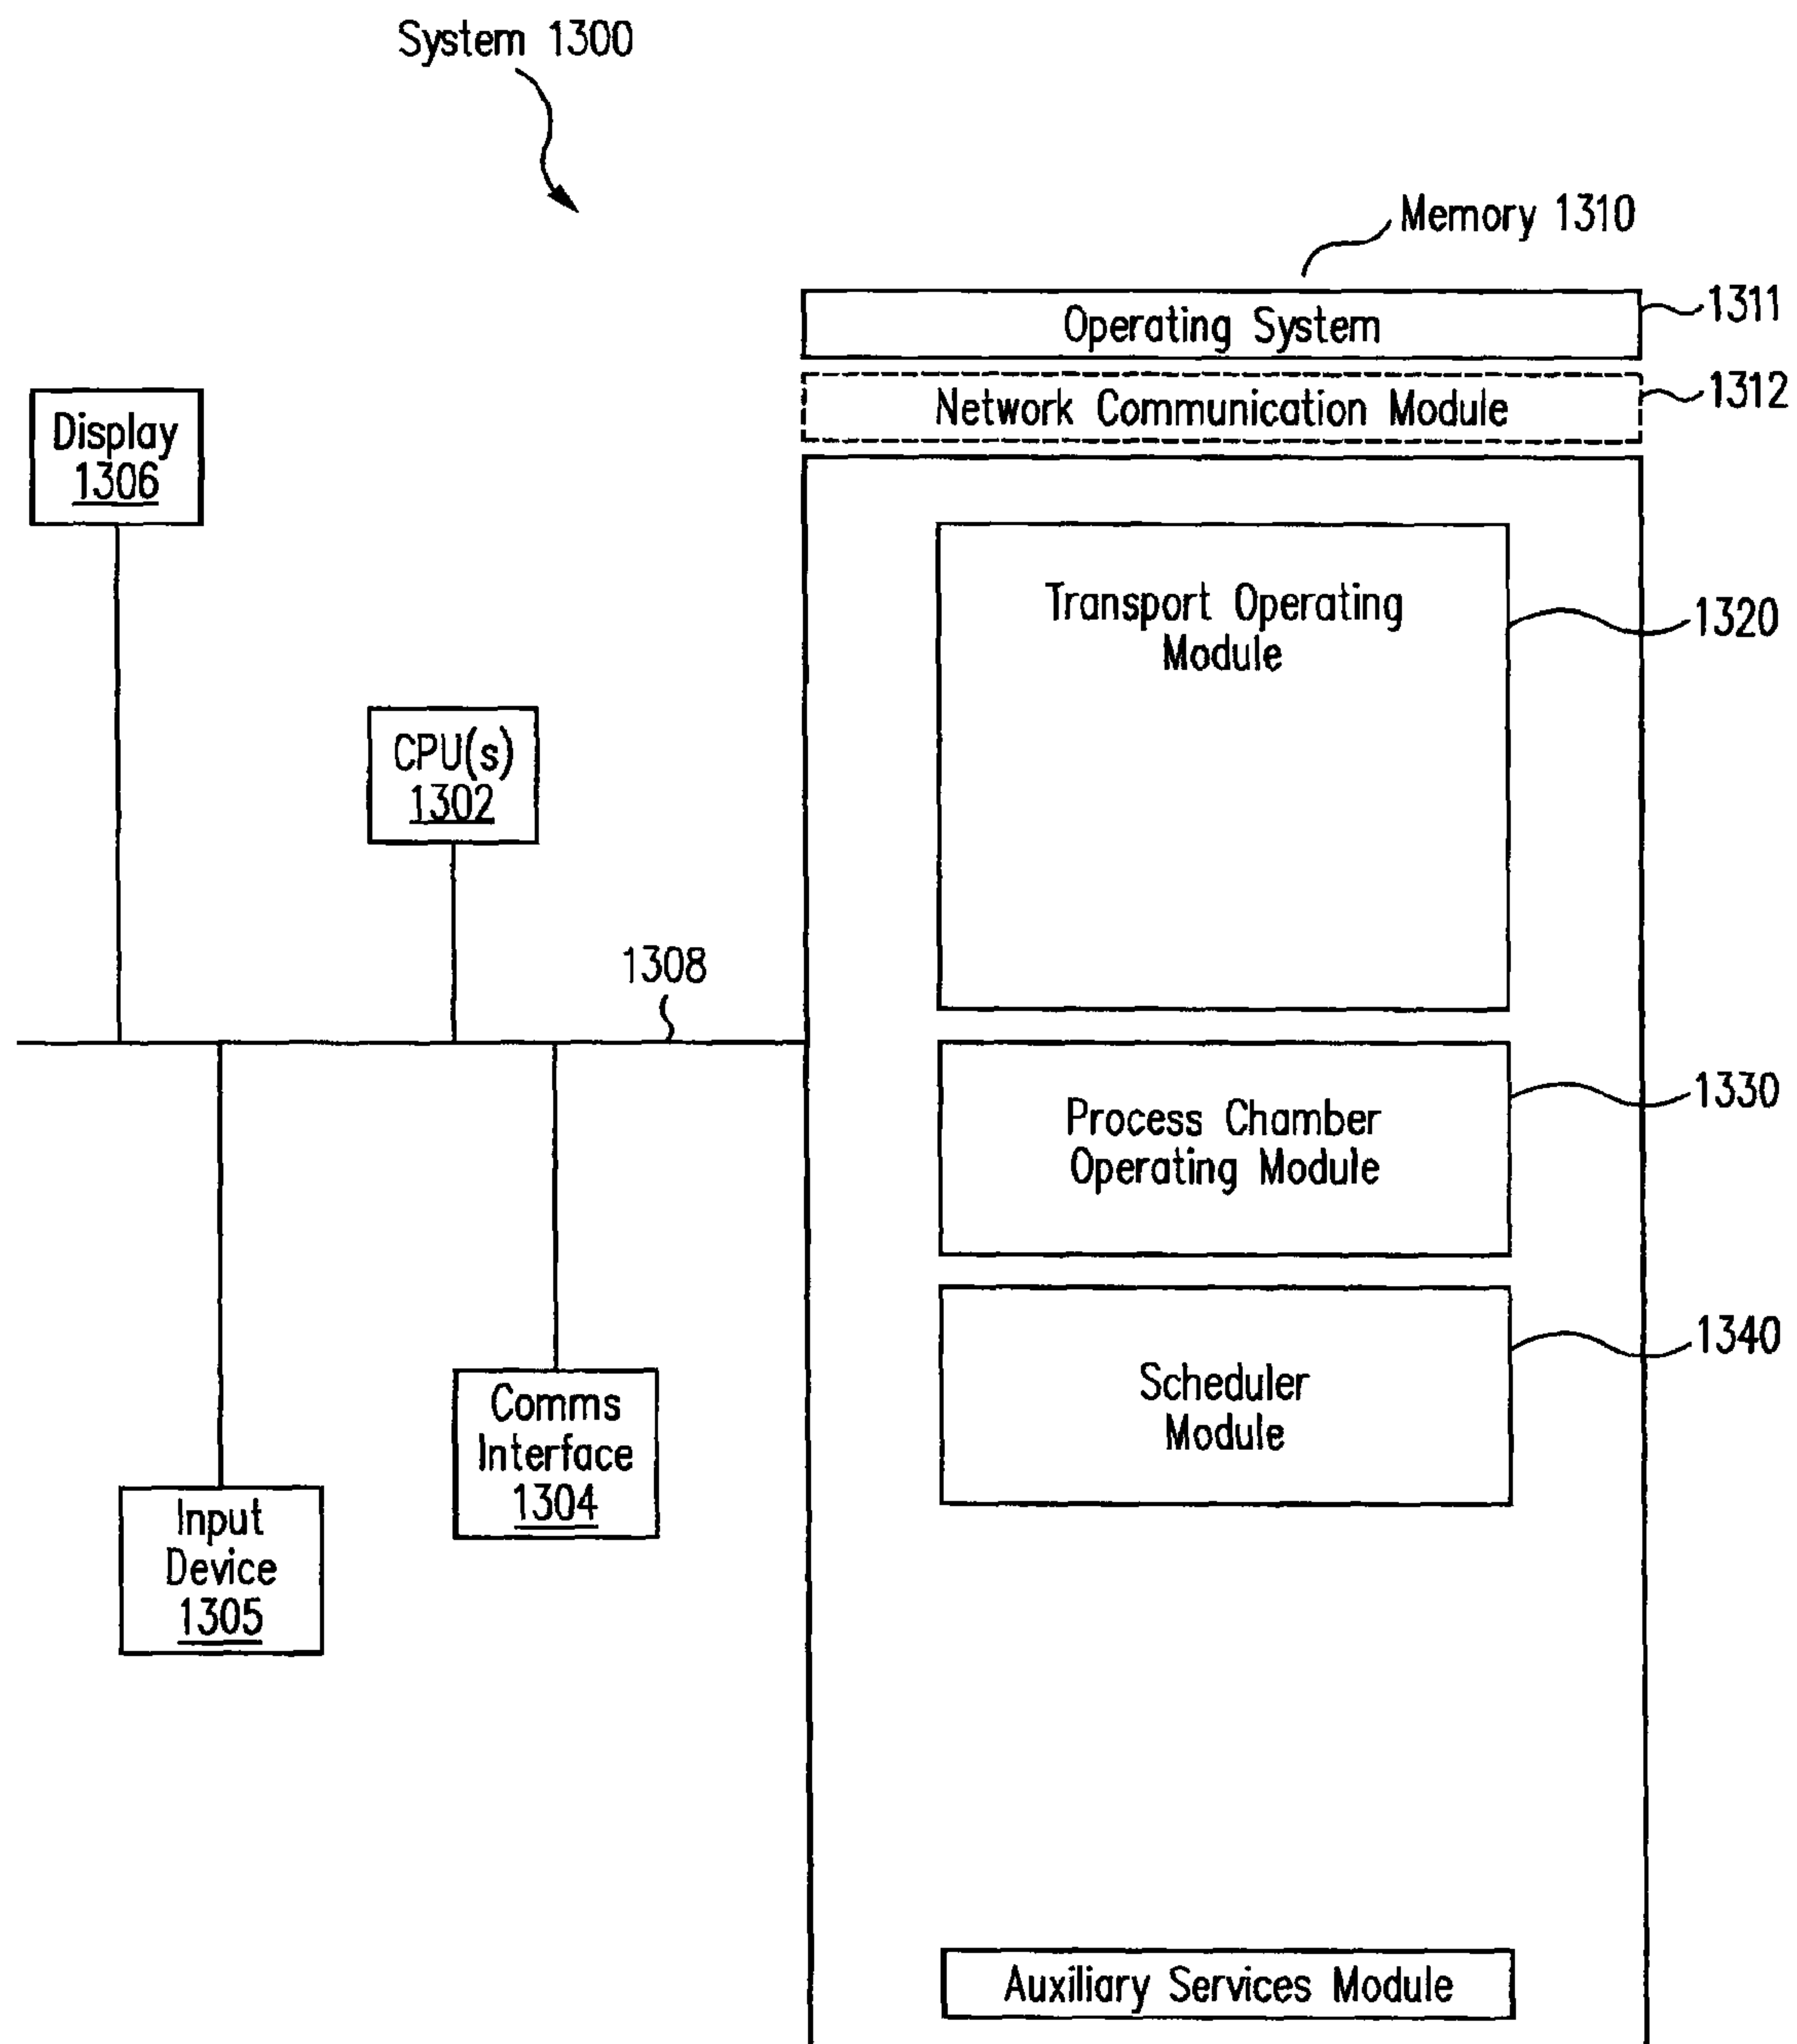 System 1300
Memory 1310
Operating System
1311
Network Communication Module
1312
Display
1306
Transport Operating
Module
1320
CPU(s)
1302
1308
Process Chamber
Operating Module
1330
Scheduler
Module
1340
Comms
Interface
1304
Input
Device
1305
Auxiliary Services Module